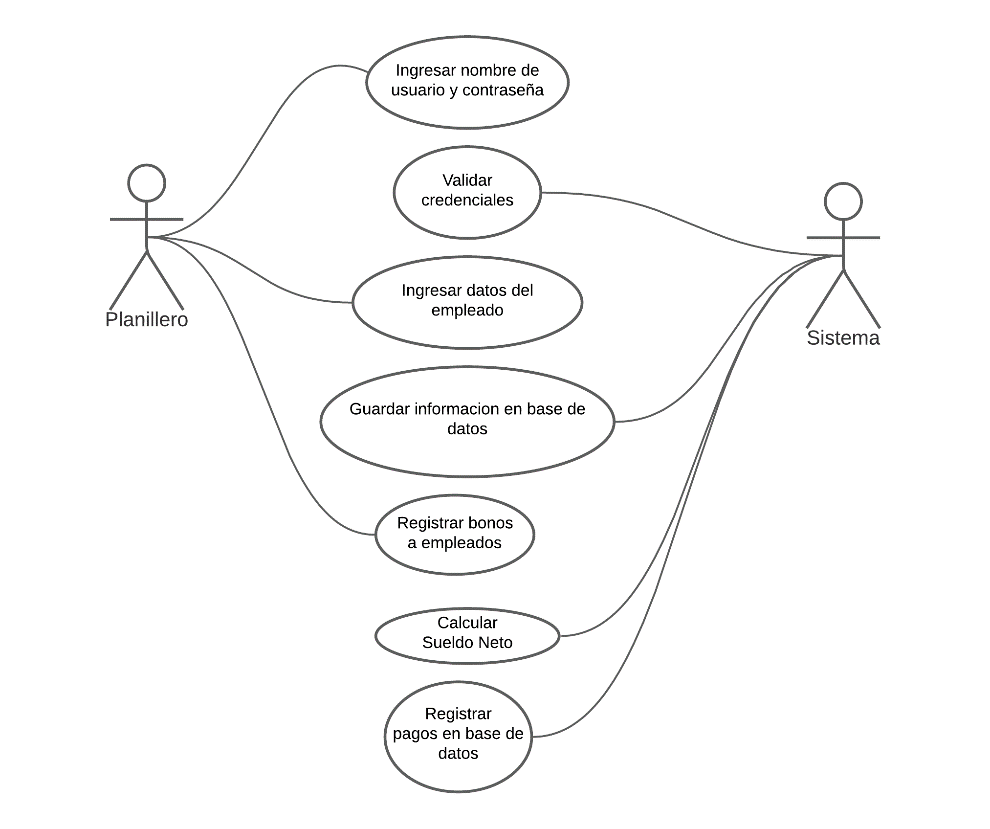 Ingresar nombre de
usuario y contraseña
Validar
credenciales
Planillero
Ingresar datos del
empleado
Sistema
Guardar informacion en base de
datos
Registrar bonos
a empleados
Calcular
Sueldo Neto
Registrar
pagos en base de
datos